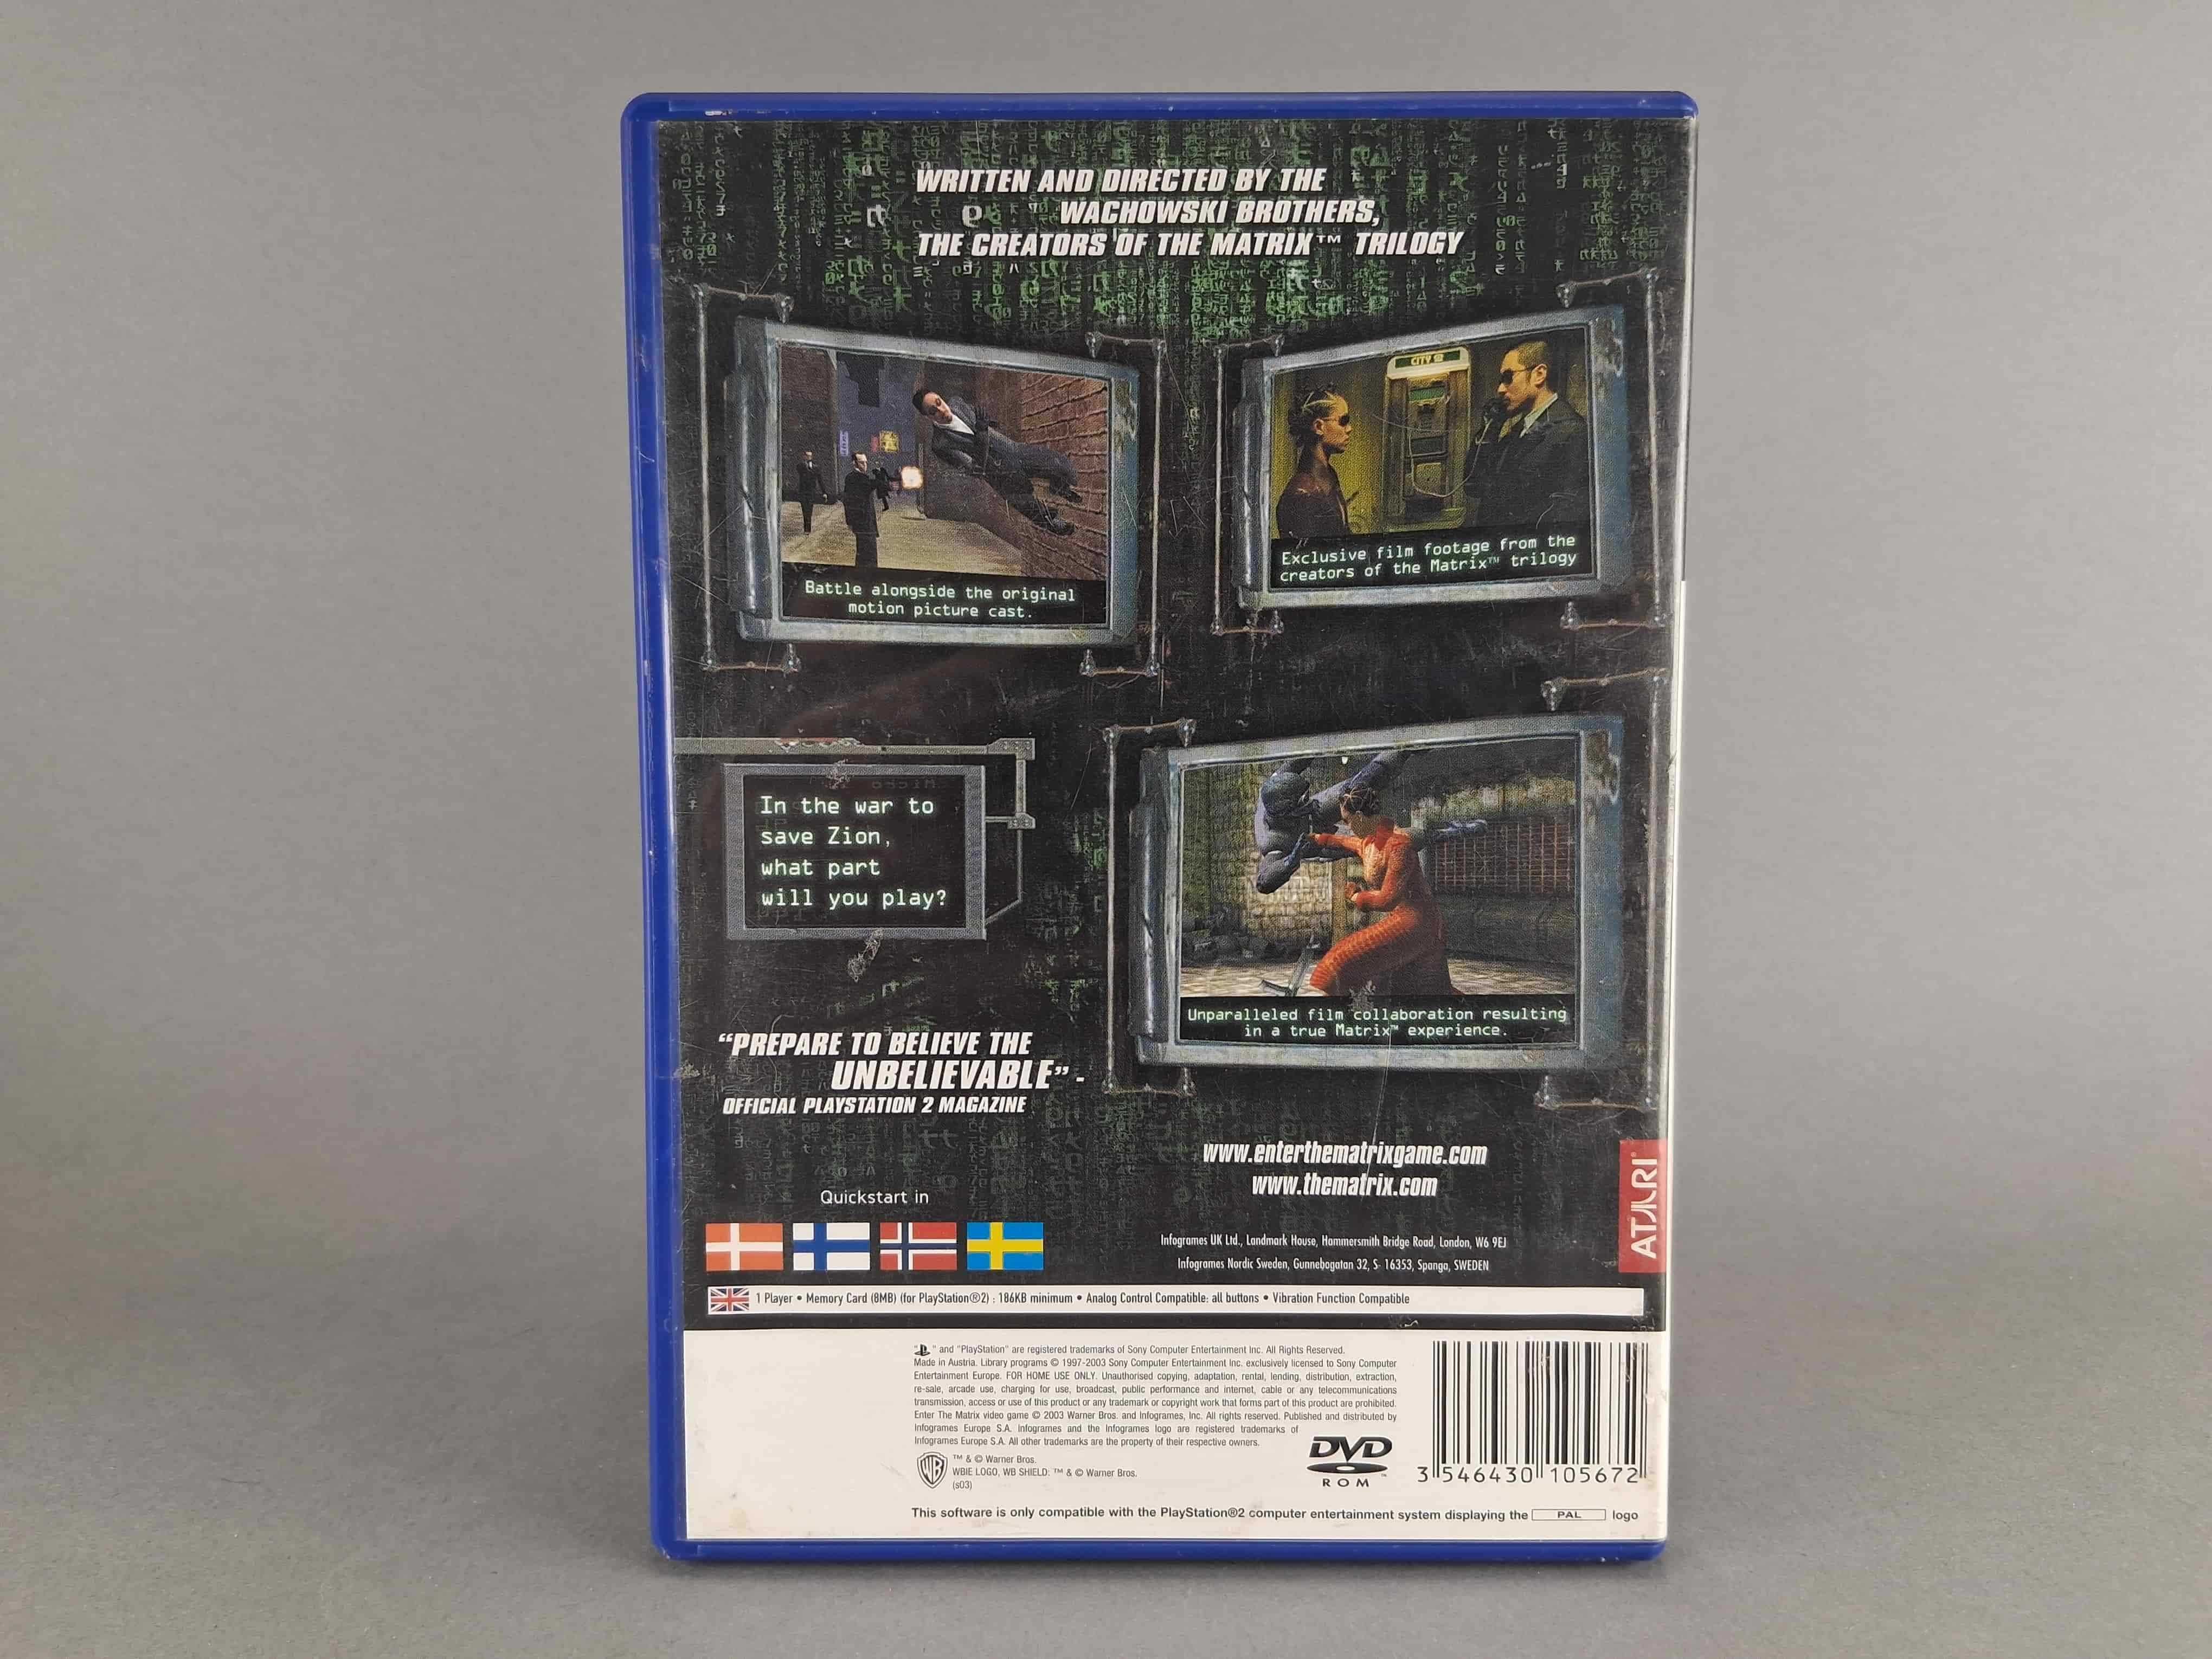 WRITTEN AND DIRECTED BY THE
WACHOWSKI BROTHERS,
THE CREATORS OF THE MATRIX™ TRILOGY
Battle alongside the original
motion picture cast.
CITY
Exclusive film footage from the
creators of the Matrix™ trilogy
In the war to
save Zion,
what part
will you play?
Unparalleled film collaboration resulting
in a true Matrix™ experience.
“PREPARE TO BELIEVE THE
UNBELIEVABLE” -
OFFICIAL PLAYSTATION 2 MAGAZINE
www.enterthematrixgame.com
www.thematrix.com
ATARI
Quickstart in
Infogrames UK Ltd., Landmark House, Hammersmith Bridge Road, London, W6 9EJ
Infogrames Nordic Sweden, Gunnebogatan 32, S- 16353, Spanga, SWEDEN
1 Player • Memory Card (8MB) (for PlayStation®2) : 186KB minimum • Analog Control Compatible: all buttons • Vibration Function Compatible
" " and "PlayStation" are registered trademarks of Sony Computer Entertainment Inc. All Rights Reserved.
Made in Austria. Library programs © 1997-2003 Sony Computer Entertainment Inc. exclusively licensed to Sony Computer
Entertainment Europe. FOR HOME USE ONLY. Unauthorised copying, adaptation, rental, lending, distribution, extraction,
re-sale, arcade use, charging for use, broadcast, public performance and internet, cable or any telecommunications
transmission, access or use of this product or any trademark or copyright work that forms part of this product are prohibited.
Enter The Matrix video game © 2003 Warner Bros. and Infogrames, Inc. All rights reserved. Published and distributed by
Infogrames Europe S.A. Infogrames and the Infogrames logo are registered trademarks of
Infogrames Europe S.A. All other trademarks are the property of their respective owners.
WB
™ & © Warner Bros.
WBIE LOGO, WB SHIELD: ™ & © Warner Bros.
(s03)
DVD
ROM
3 546430 105672
This software is only compatible with the PlayStation®2 computer entertainment system displaying the PAL logo